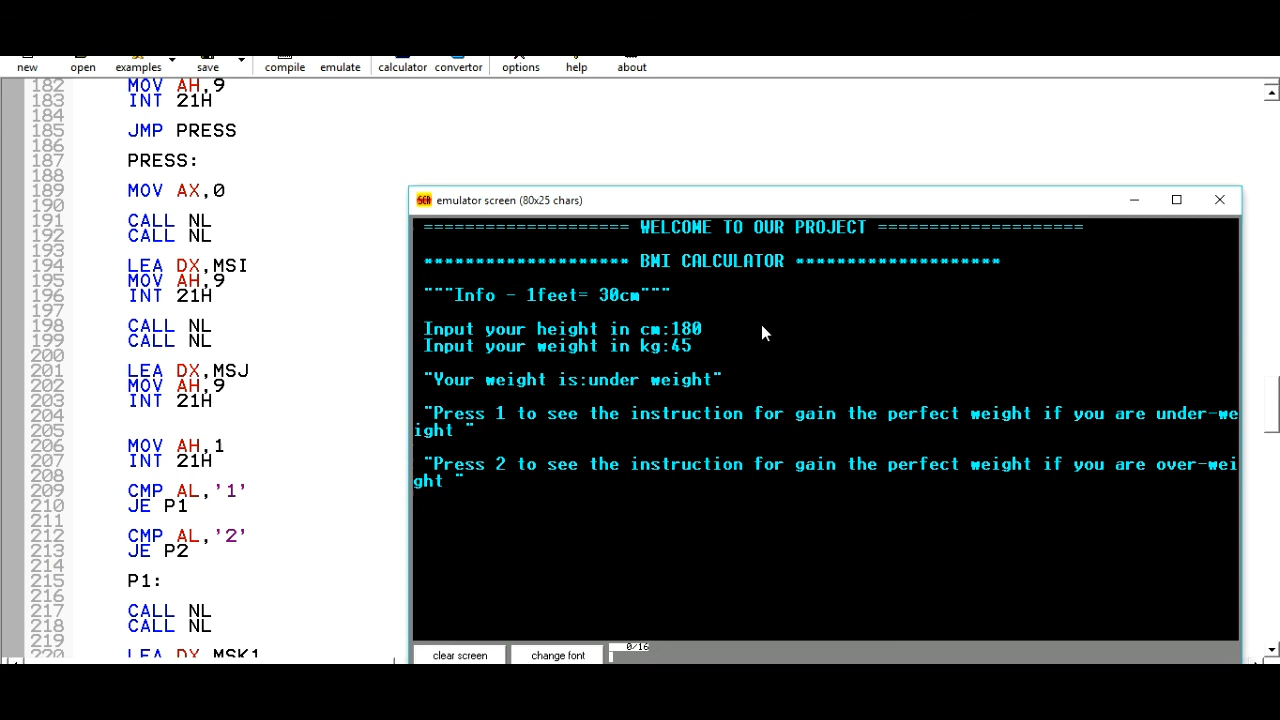 new open examples save compile emulate calculator convertor options help about
182 MOV AH,9
183 INT 21H
184
185 JMP PRESS
186
187 PRESS:
188
189 MOV AX,0
190
191 CALL NL
192 CALL NL
193
194 LEA DX,MSI
195 MOV AH,9
196 INT 21H
197
198 CALL NL
199 CALL NL
200
201 LEA DX,MSJ
202 MOV AH,9
203 INT 21H
204
205
206 MOV AH,1
207 INT 21H
208
209 CMP AL,'1'
210 JE P1
211
212 CMP AL,'2'
213 JE P2
214
215 P1:
216
217 CALL NL
218 CALL NL
219
220 LEA DX,MSK1
SCR emulator screen (80x25 chars)
==================== WELCOME TO OUR PROJECT ====================
******************** BMI CALCULATOR ********************
"""Info - 1feet= 30cm"""
Input your height in cm:180
Input your weight in kg:45
"Your weight is:under weight"
"Press 1 to see the instruction for gain the perfect weight if you are under-we
ight "
"Press 2 to see the instruction for gain the perfect weight if you are over-wei
ght "
clear screen change font 0/16